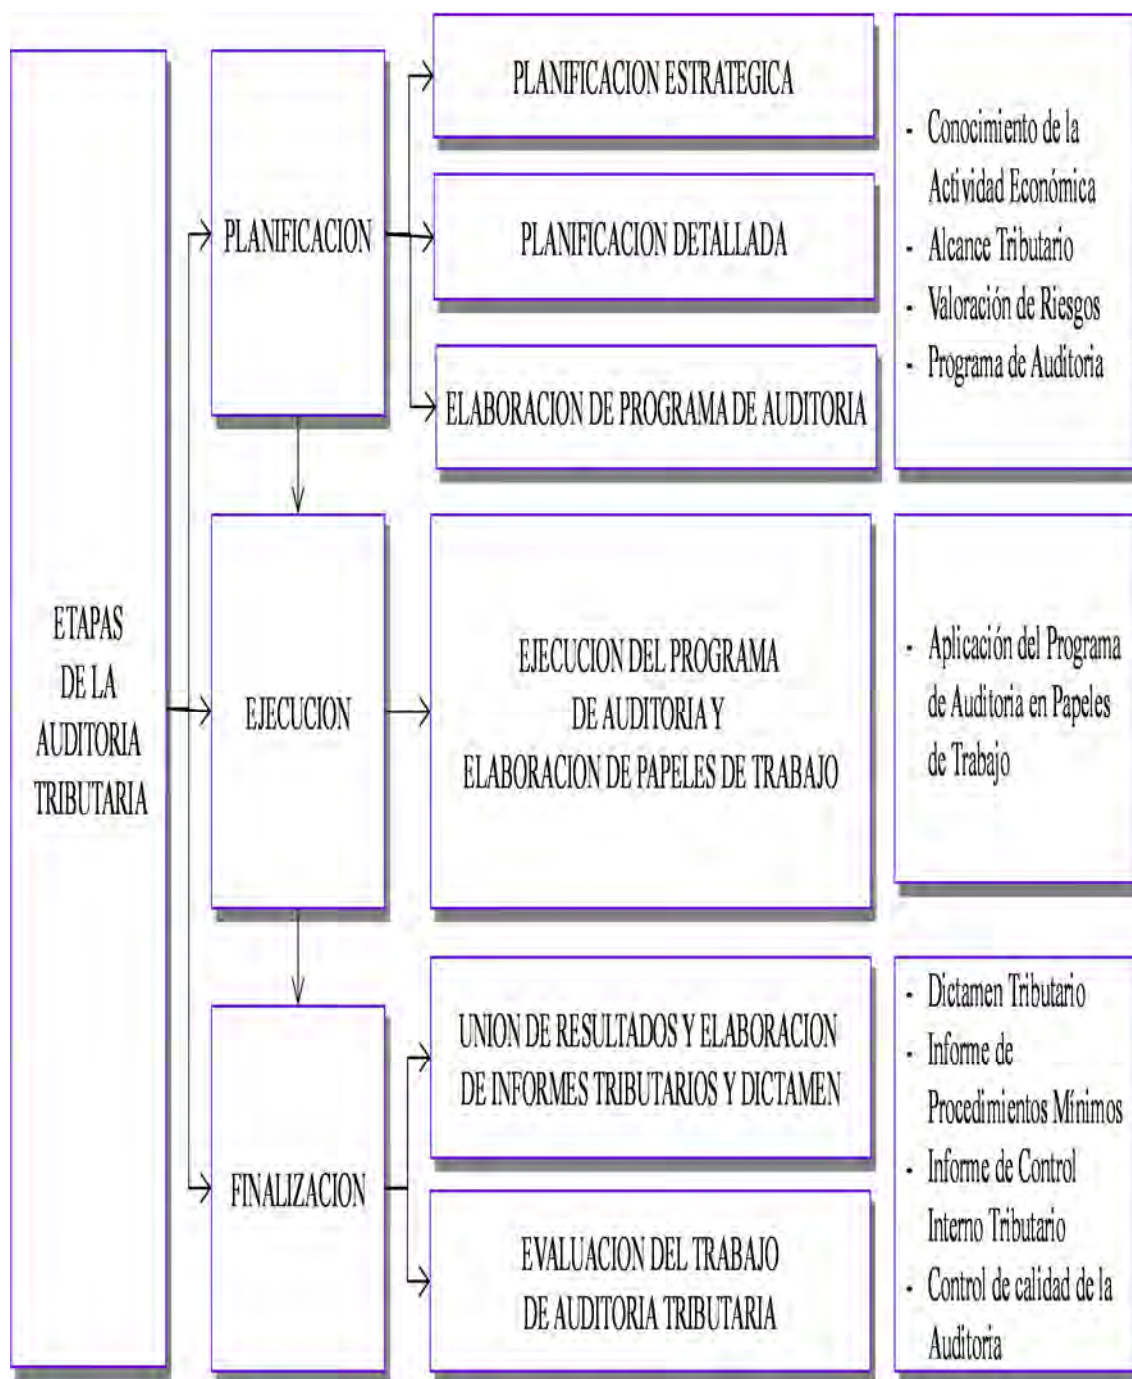 ETAPAS
DE LA
AUDITORIA
TRIBUTARIA
PLANIFICACION
PLANIFICACION ESTRATEGICA
PLANIFICACION DETALLADA
ELABORACION DE PROGRAMA DE AUDITORIA
- Conocimiento de la
Actividad Económica
- Alcance Tributario
- Valoración de Riesgos
- Programa de Auditoria
EJECUCION
EJECUCION DEL PROGRAMA
DE AUDITORIA Y
ELABORACION DE PAPELES DE TRABAJO
- Aplicación del Programa
de Auditoria en Papeles
de Trabajo
FINALIZACION
UNION DE RESULTADOS Y ELABORACION
DE INFORMES TRIBUTARIOS Y DICTAMEN
EVALUACION DEL TRABAJO
DE AUDITORIA TRIBUTARIA
- Dictamen Tributario
- Informe de
Procedimientos Mínimos
- Informe de Control
Interno Tributario
- Control de calidad de la
Auditoria